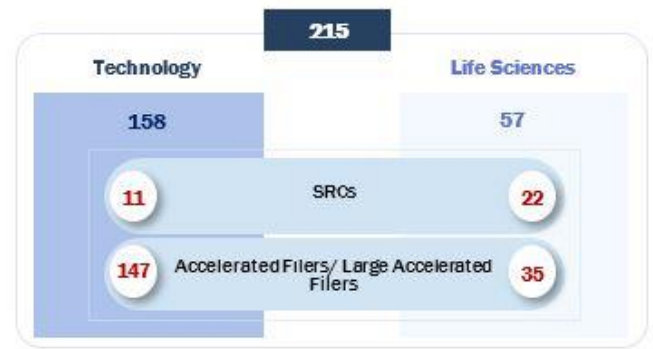 215
Technology
Life Sciences
158
57
11
SRCs
22
147
Accelerated Filers/ Large Accelerated
Filers
35